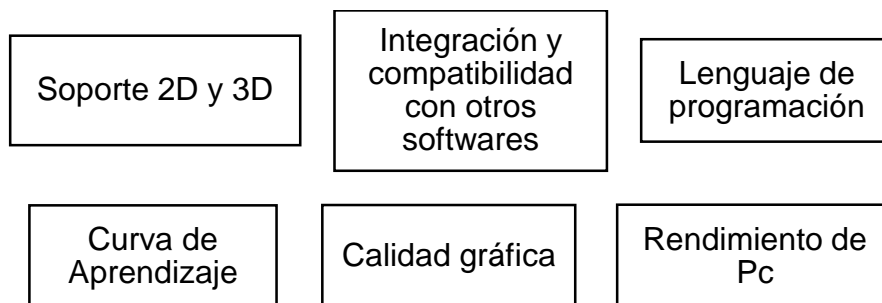 Soporte 2D y 3D
Integración y
compatibilidad
con otros
softwares
Lenguaje de
programación
Curva de
Aprendizaje
Calidad gráfica
Rendimiento de
Pc